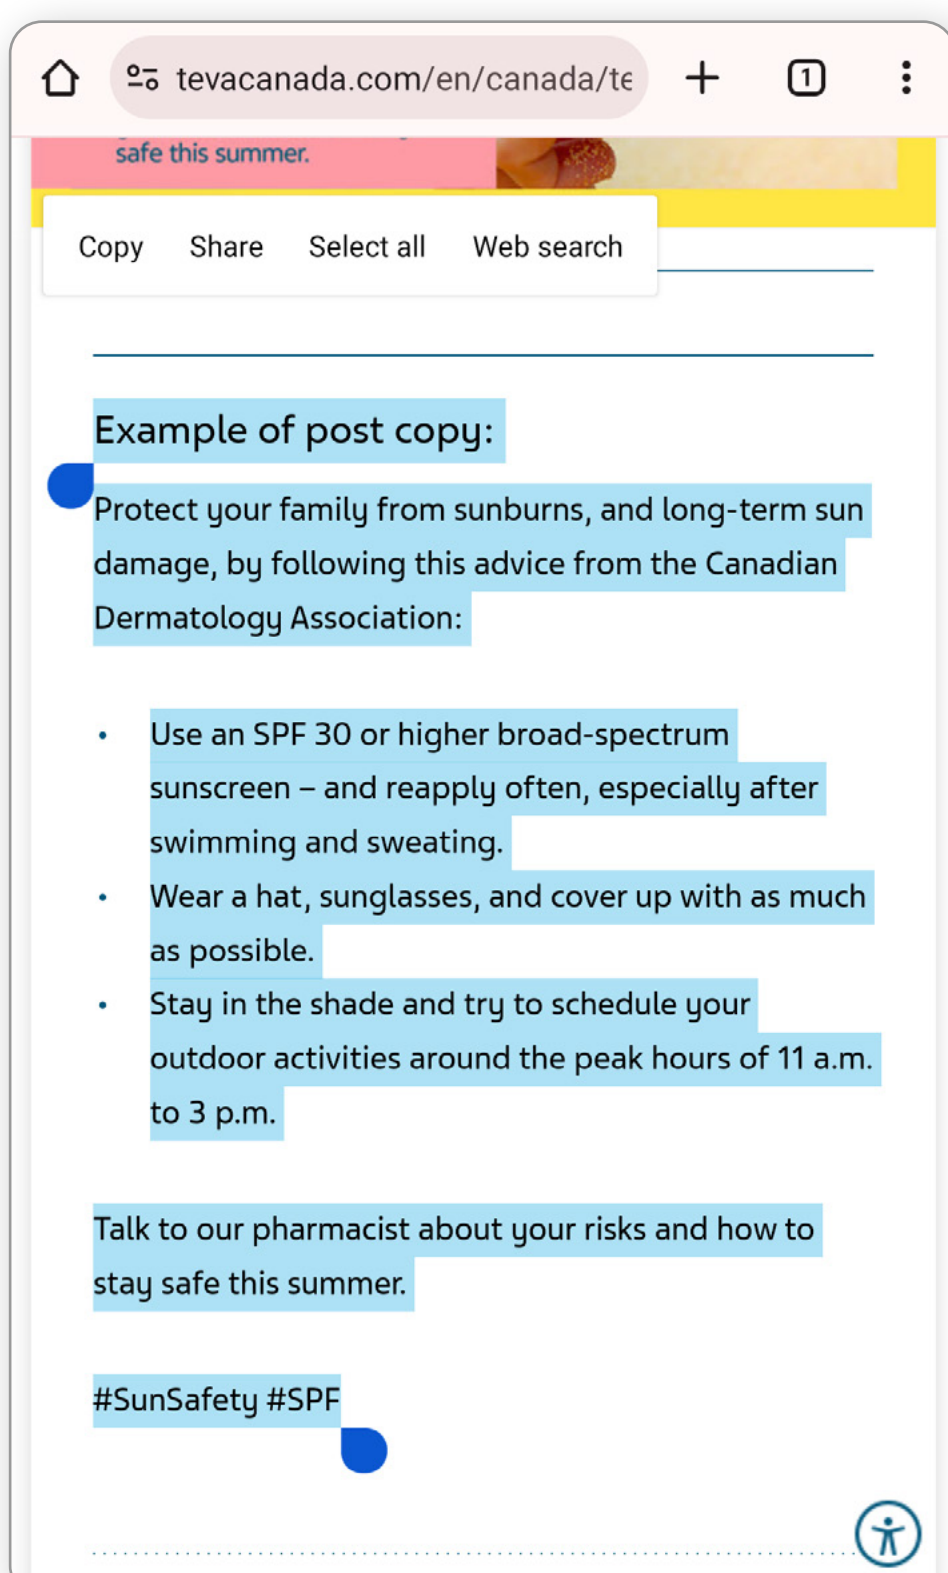 tevacanada.com/en/canada/te
1
safe this summer.
Copy Share Select all Web search
Example of post copy:
Protect your family from sunburns, and long-term sun
damage, by following this advice from the Canadian
Dermatology Association:
• Use an SPF 30 or higher broad-spectrum
sunscreen – and reapply often, especially after
swimming and sweating.
• Wear a hat, sunglasses, and cover up with as much
as possible.
• Stay in the shade and try to schedule your
outdoor activities around the peak hours of 11 a.m.
to 3 p.m.
Talk to our pharmacist about your risks and how to
stay safe this summer.
#SunSafety #SPF